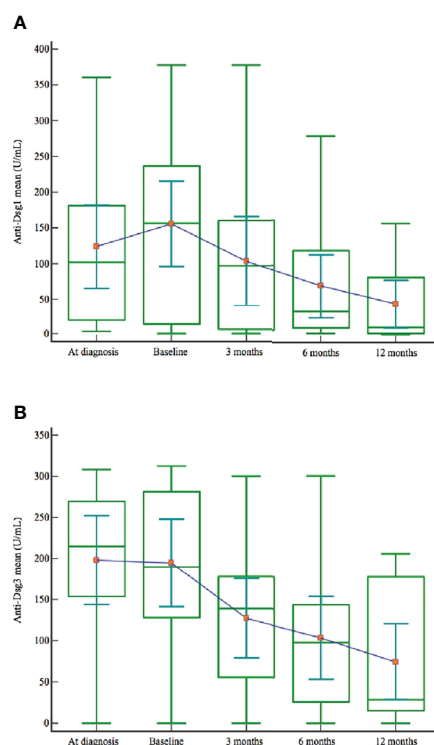 A
400
350
300
250
200
150
100
50
0
Anti-Dsg1 mean (U/mL)
At diagnosis Baseline 3 months 6 months 12 months
B
350
300
250
200
150
100
50
0
Anti-Dsg3 mean (U/mL)
At diagnosis Baseline 3 months 6 months 12 months